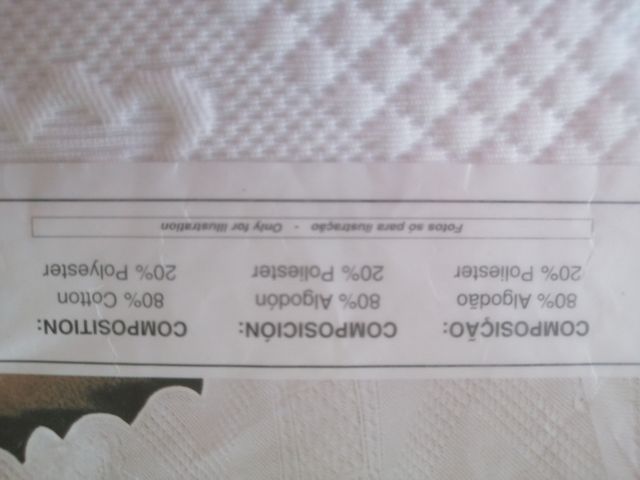 COMPOSIÇÃO: COMPOSICIÓN: COMPOSITION:
80% Algodão 80% Algodón 80% Cotton
20% Poliester 20% Poliester 20% Polyester
Fotos só para ilustração - Only for illustration